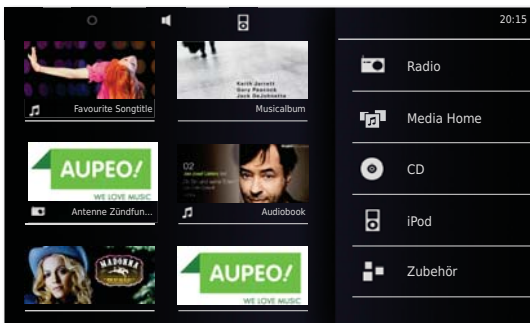 20:15
Favourite Songtitle
Keith Jarrett
Gary Peacock
Jack DeJohnette
Musicalbum
AUPEO!
WE LOVE MUSIC
Antenne Zündfun...
02
Audiobook
MADONNA
AUPEO!
WE LOVE MUSIC
Radio
Media Home
CD
iPod
Zubehör